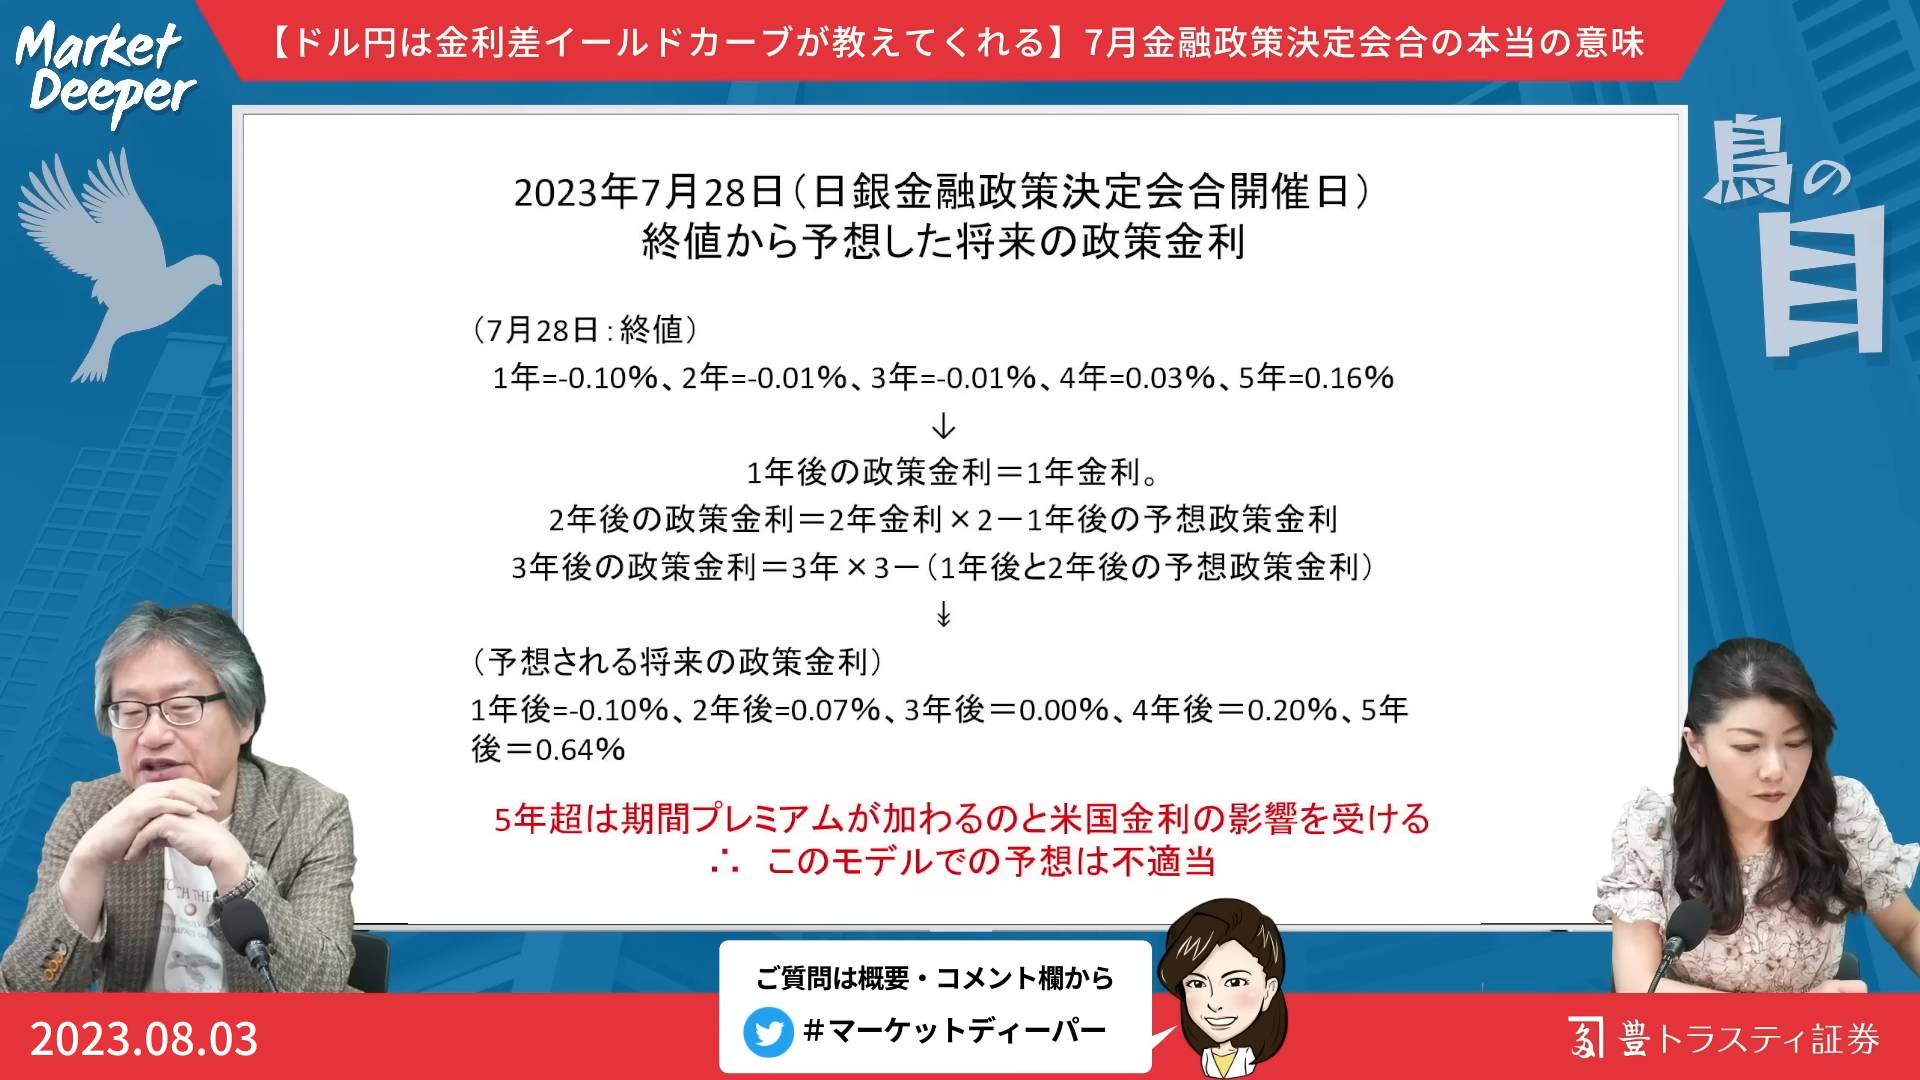 Market
Deeper
【ドル円は金利差イールドカーブが教えてくれる】7月金融政策決定会合の本当の意味
鳥の目
2023年7月28日（日銀金融政策決定会合開催日）
終値から予想した将来の政策金利
（7月28日：終値）
1年=-0.10%、2年=-0.01%、3年=-0.01%、4年=0.03%、5年=0.16%
↓
1年後の政策金利＝1年金利。
2年後の政策金利＝2年金利×2－1年後の予想政策金利
3年後の政策金利＝3年×3－（1年後と2年後の予想政策金利）
↡
（予想される将来の政策金利）
1年後=-0.10%、2年後=0.07%、3年後＝0.00%、4年後＝0.20%、5年
後＝0.64%
5年超は期間プレミアムが加わるのと米国金利の影響を受ける
∴　このモデルでの予想は不適当
ご質問は概要・コメント欄から
＃マーケットディーパー
2023.08.03
豊トラスティ証券